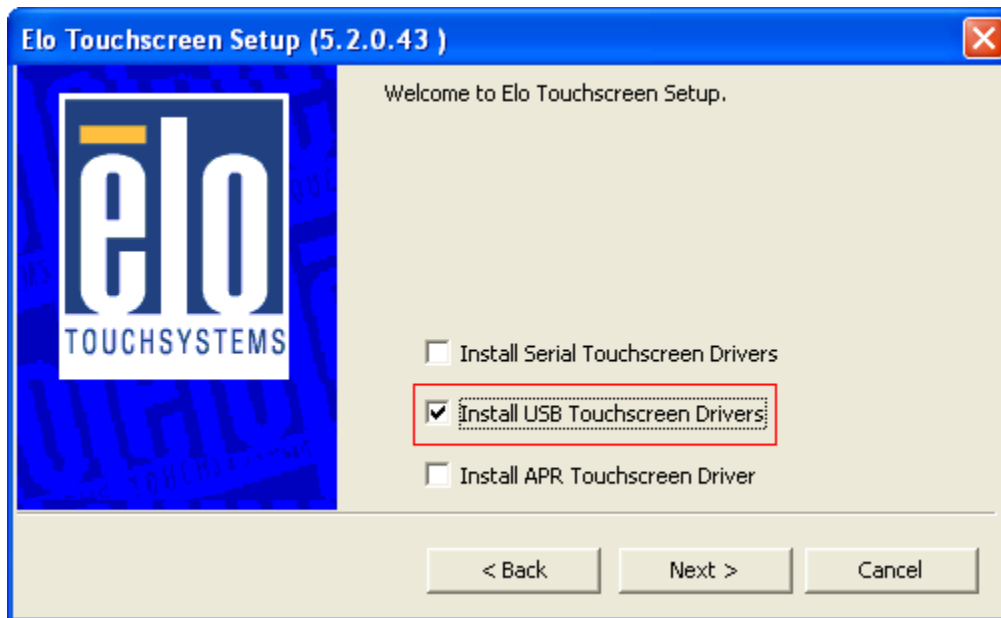 Elo Touchscreen Setup (5.2.0.43 )
Welcome to Elo Touchscreen Setup.
ēlo
TOUCHSYSTEMS
Install Serial Touchscreen Drivers
Install USB Touchscreen Drivers
Install APR Touchscreen Driver
< Back
Next >
Cancel